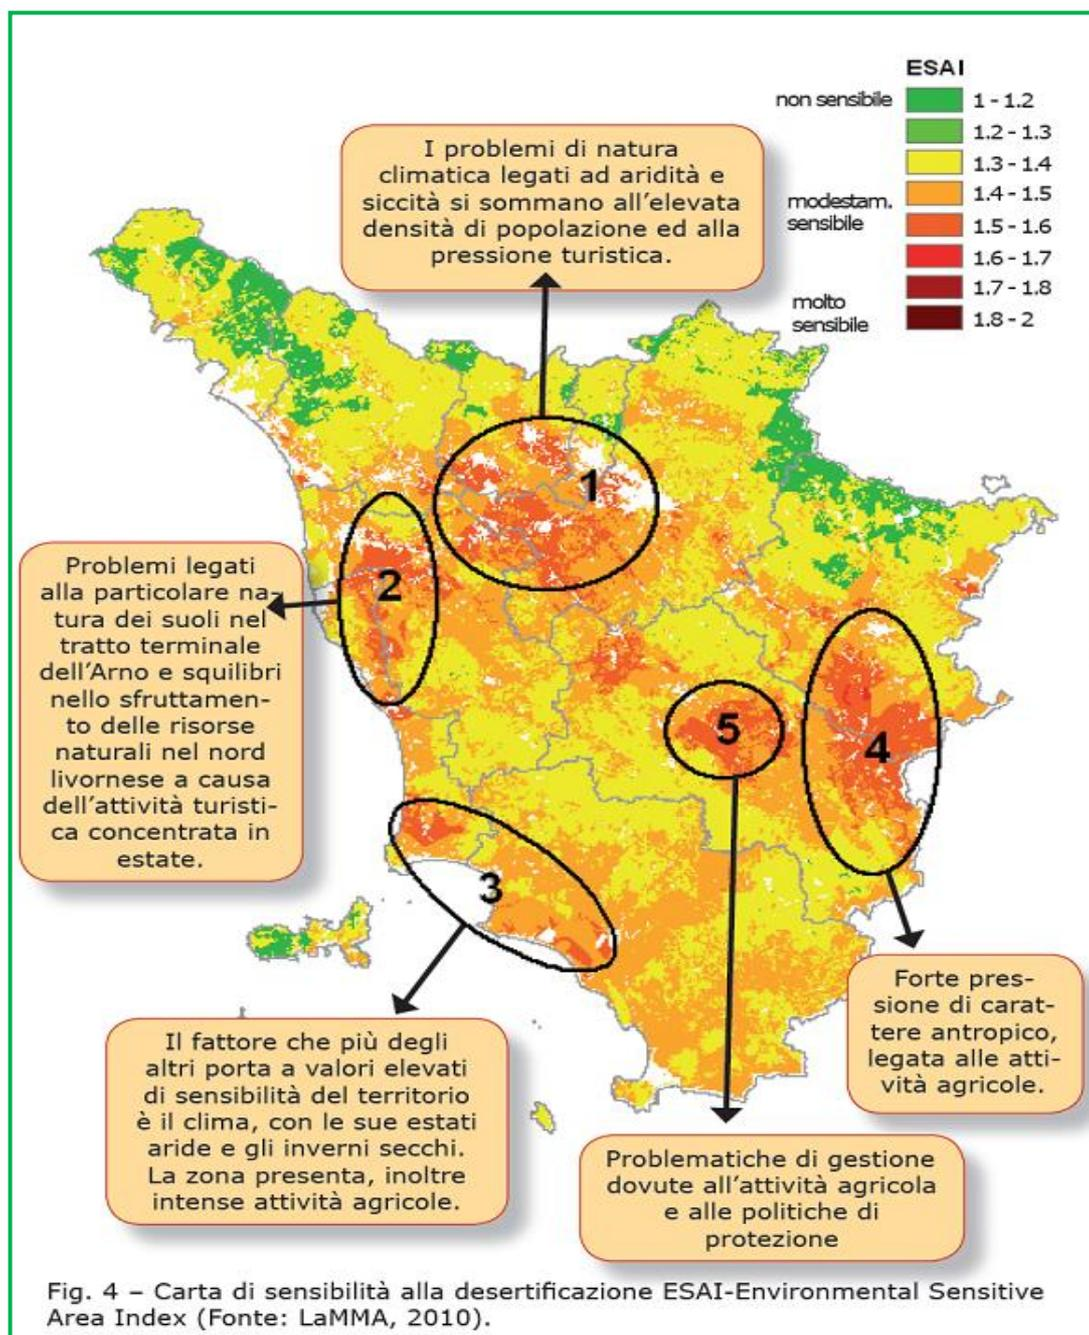 ESAI
non sensibile
1 - 1.2
1.2 - 1.3
1.3 - 1.4
modestam.
sensibile
1.4 - 1.5
1.5 - 1.6
1.6 - 1.7
1.7 - 1.8
molto
sensibile
1.8 - 2
I problemi di natura
climatica legati ad aridità e
siccità si sommano all'elevata
densità di popolazione ed alla
pressione turistica.
1
2
3
4
5
Problemi legati
alla particolare na-
tura dei suoli nel
tratto terminale
dell'Arno e squilibri
nello sfruttamen-
to delle risorse
naturali nel nord
livornese a causa
dell'attività turisti-
ca concentrata in
estate.
Il fattore che più degli
altri porta a valori elevati
di sensibilità del territorio
è il clima, con le sue estati
aride e gli inverni secchi.
La zona presenta, inoltre
intense attività agricole.
Forte pres-
sione di carat-
tere antropico,
legata alle atti-
vità agricole.
Problematiche di gestione
dovute all'attività agricola
e alle politiche di
protezione
Fig. 4 – Carta di sensibilità alla desertificazione ESAI-Environmental Sensitive
Area Index (Fonte: LaMMA, 2010).